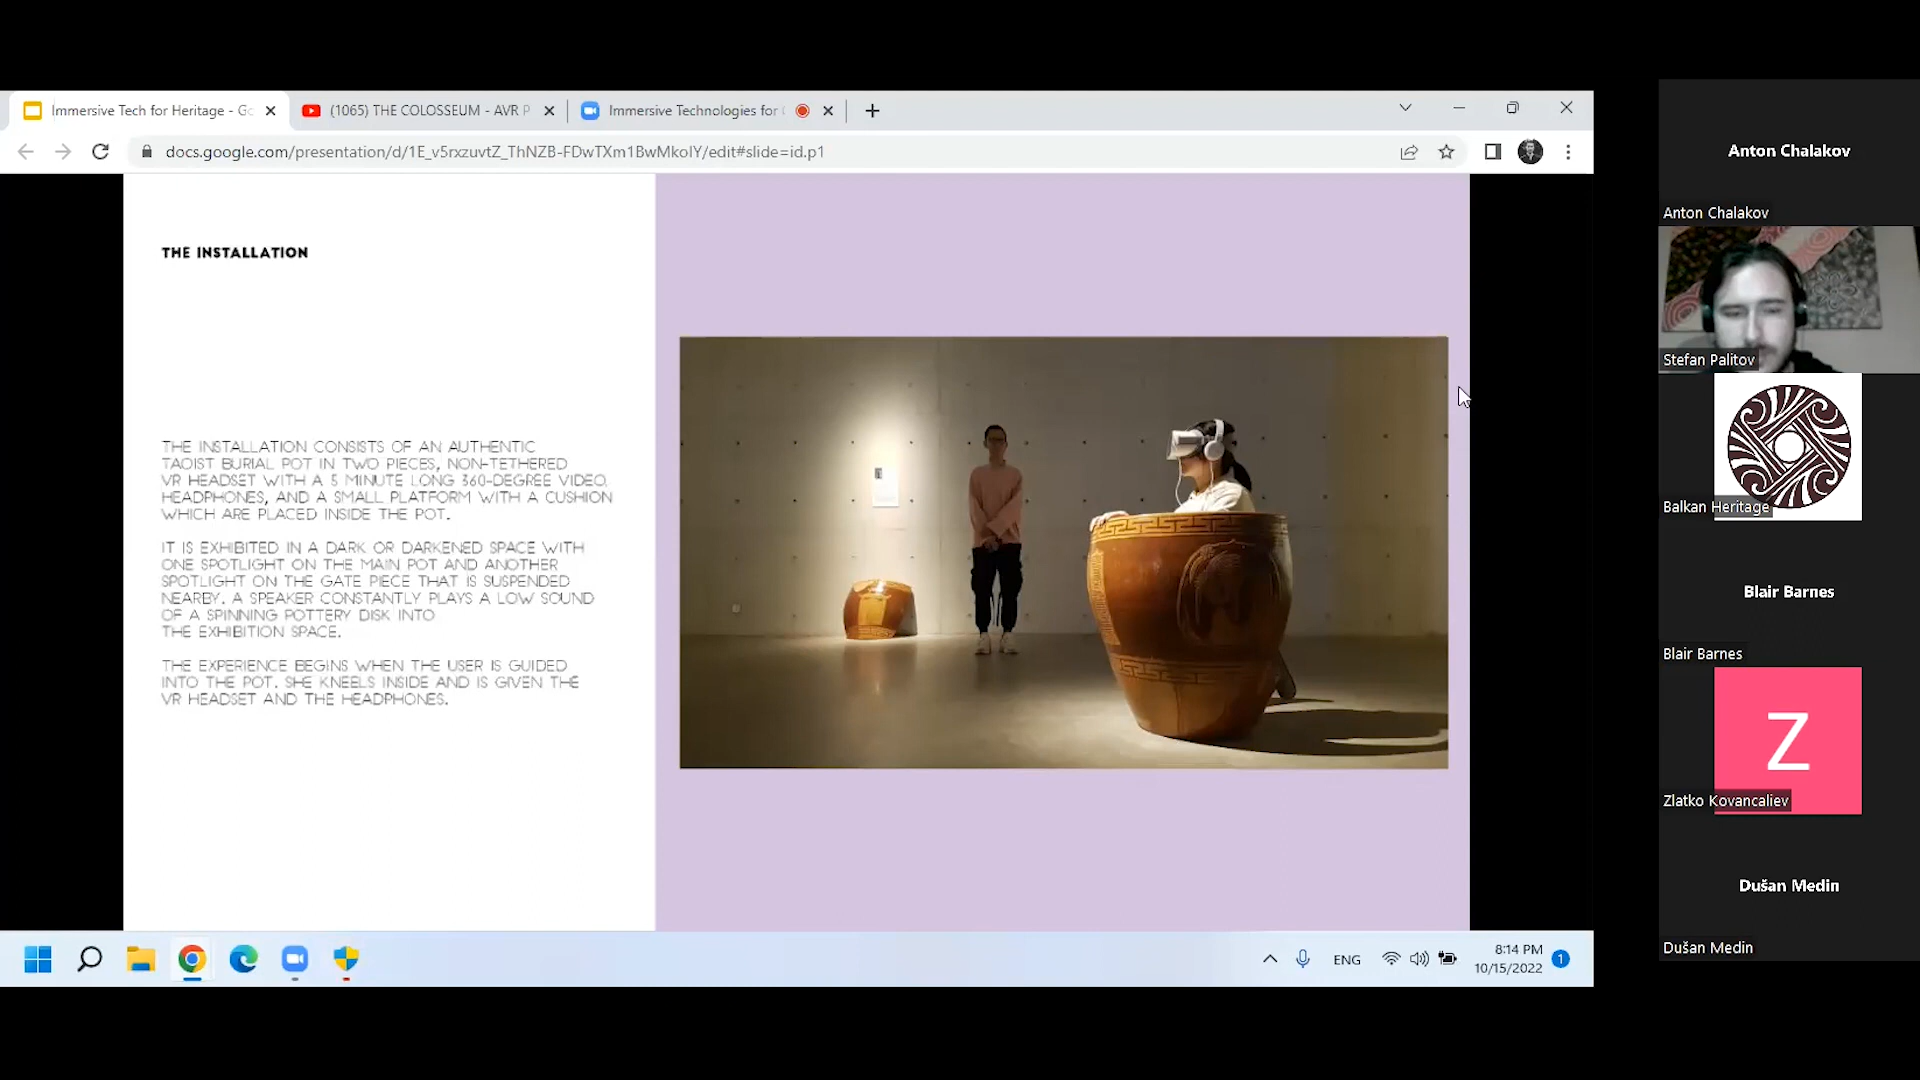 Immersive Tech for Heritage - Go
(1065) THE COLOSSEUM - AVR P
Immersive Technologies for
docs.google.com/presentation/d/1E_v5rxzuvtZ_ThNZB-FDwTXm1BwMkoIY/edit#slide=id.p1
THE INSTALLATION
THE INSTALLATION CONSISTS OF AN AUTHENTIC
TAOIST BURIAL POT IN TWO PIECES, NON-TETHERED
VR HEADSET WITH A 5 MINUTE LONG 360-DEGREE VIDEO,
HEADPHONES, AND A SMALL PLATFORM WITH A CUSHION
WHICH ARE PLACED INSIDE THE POT.
IT IS EXHIBITED IN A DARK OR DARKENED SPACE WITH
ONE SPOTLIGHT ON THE MAIN POT AND ANOTHER
SPOTLIGHT ON THE GATE PIECE THAT IS SUSPENDED
NEARBY. A SPEAKER CONSTANTLY PLAYS A LOW SOUND
OF A SPINNING POTTERY DISK INTO
THE EXHIBITION SPACE.
THE EXPERIENCE BEGINS WHEN THE USER IS GUIDED
INTO THE POT. SHE KNEELS INSIDE AND IS GIVEN THE
VR HEADSET AND THE HEADPHONES.
ENG
8:14 PM
10/15/2022
1
Anton Chalakov
Anton Chalakov
Stefan Palitov
Balkan Heritage
Blair Barnes
Blair Barnes
Z
Zlatko Kovancaliev
Dušan Medin
Dušan Medin